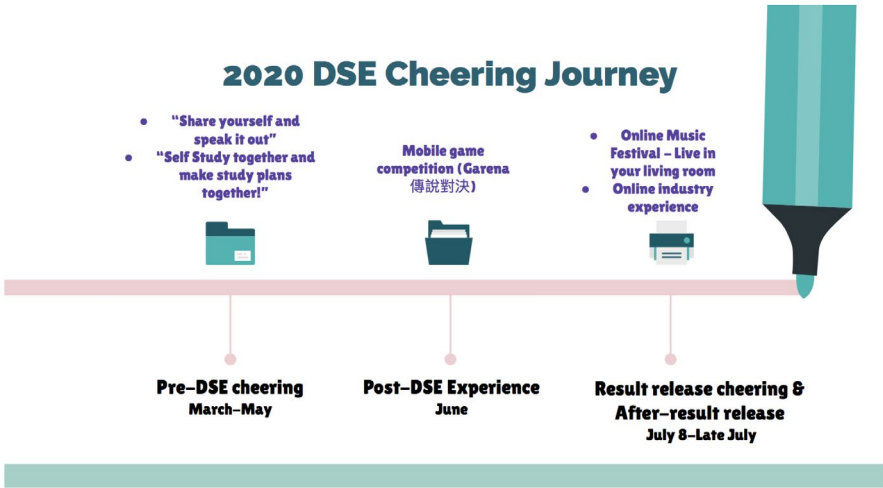 2020 DSE Cheering Journey
• “Share yourself and
speak it out”
• “Self Study together and
make study plans
together!”
Mobile game
competition (Garena
傳說對決)
• Online Music
Festival – Live in
your living room
• Online industry
experience
Pre-DSE cheering
March-May
Post-DSE Experience
June
Result release cheering &
After-result release
July 8-Late July